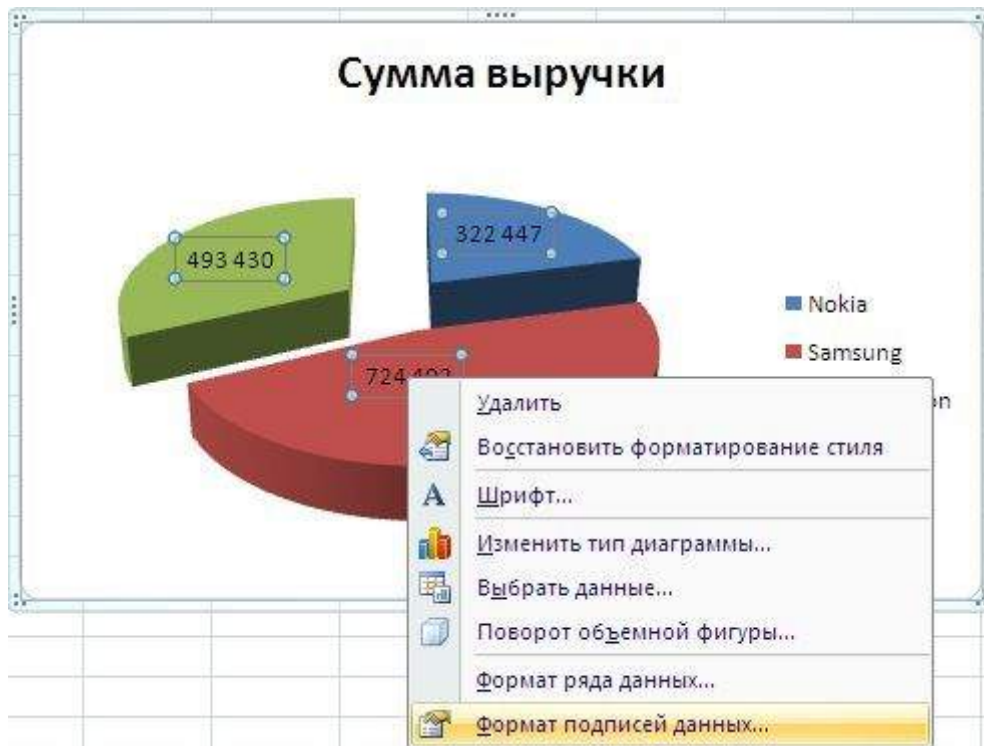 Сумма выручки
322 447
493 430
Nokia
Samsung
Удалить
Восстановить форматирование стиля
Шрифт...
Изменить тип диаграммы...
Выбрать данные...
Поворот объемной фигуры...
Формат ряда данных...
Формат подписей данных...